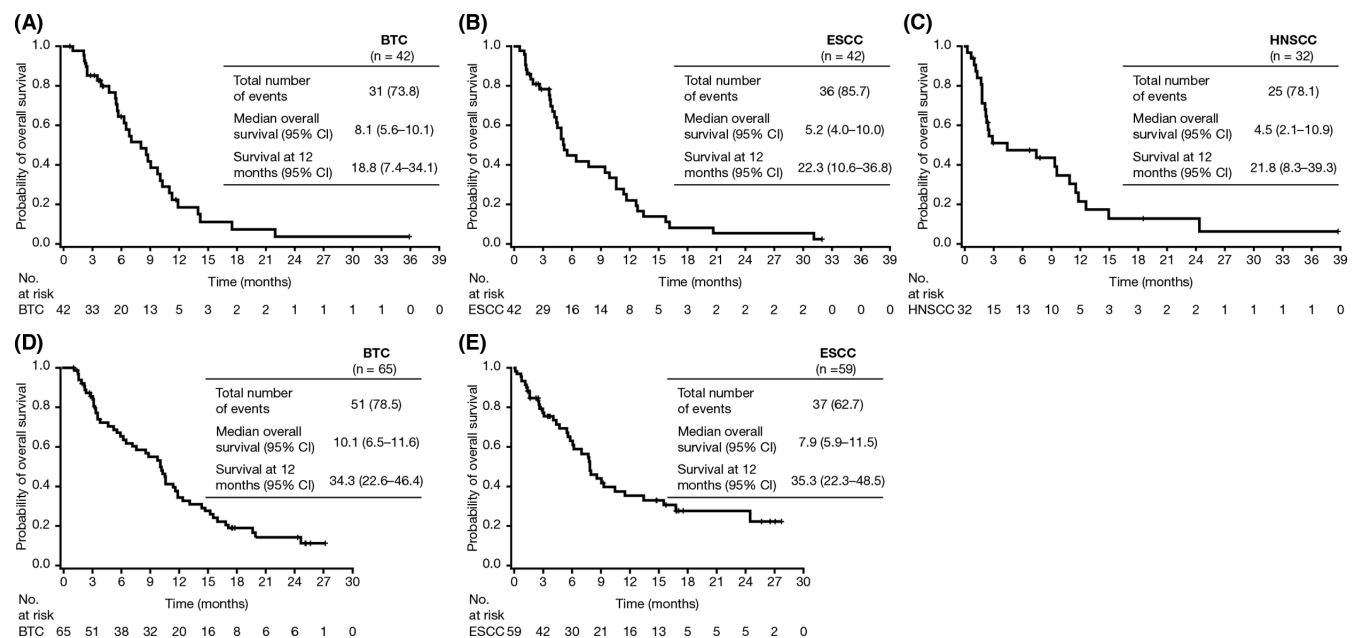 (A)
BTC
(n = 42)
Total number
of events
31 (73.8)
Median overall
survival (95% CI)
8.1 (5.6–10.1)
Survival at 12
months (95% CI)
18.8 (7.4–34.1)
Probability of overall survival
1.0
0.8
0.6
0.4
0.2
0.0
0 3 6 9 12 15 18 21 24 27 30 33 36 39
Time (months)
No.
at risk
BTC 42 33 20 13 5 3 2 2 1 1 1 1 0 0
(B)
ESCC
(n = 42)
Total number
of events
36 (85.7)
Median overall
survival (95% CI)
5.2 (4.0–10.0)
Survival at 12
months (95% CI)
22.3 (10.6–36.8)
Probability of overall survival
1.0
0.8
0.6
0.4
0.2
0.0
0 3 6 9 12 15 18 21 24 27 30 33 36 39
Time (months)
No.
at risk
ESCC 42 29 16 14 8 5 3 2 2 2 2 0 0 0
(C)
HNSCC
(n = 32)
Total number
of events
25 (78.1)
Median overall
survival (95% CI)
4.5 (2.1–10.9)
Survival at 12
months (95% CI)
21.8 (8.3–39.3)
Probability of overall survival
1.0
0.8
0.6
0.4
0.2
0.0
0 3 6 9 12 15 18 21 24 27 30 33 36 39
Time (months)
No.
at risk
HNSCC 32 15 13 10 5 3 3 2 2 1 1 1 1 0
(D)
BTC
(n = 65)
Total number
of events
51 (78.5)
Median overall
survival (95% CI)
10.1 (6.5–11.6)
Survival at 12
months (95% CI)
34.3 (22.6–46.4)
Probability of overall survival
1.0
0.8
0.6
0.4
0.2
0.0
0 3 6 9 12 15 18 21 24 27 30
Time (months)
No.
at risk
BTC 65 51 38 32 20 16 8 6 6 1 0
(E)
ESCC
(n =59)
Total number
of events
37 (62.7)
Median overall
survival (95% CI)
7.9 (5.9–11.5)
Survival at 12
months (95% CI)
35.3 (22.3–48.5)
Probability of overall survival
1.0
0.8
0.6
0.4
0.2
0.0
0 3 6 9 12 15 18 21 24 27 30
Time (months)
No.
at risk
ESCC 59 42 30 21 16 13 5 5 5 2 0